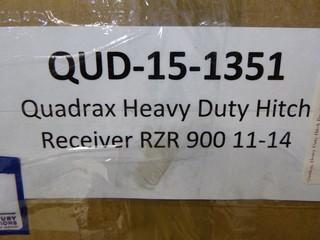 QUD-15-1351
Quadrax Heavy Duty Hitch
Receiver RZR 900 11-14